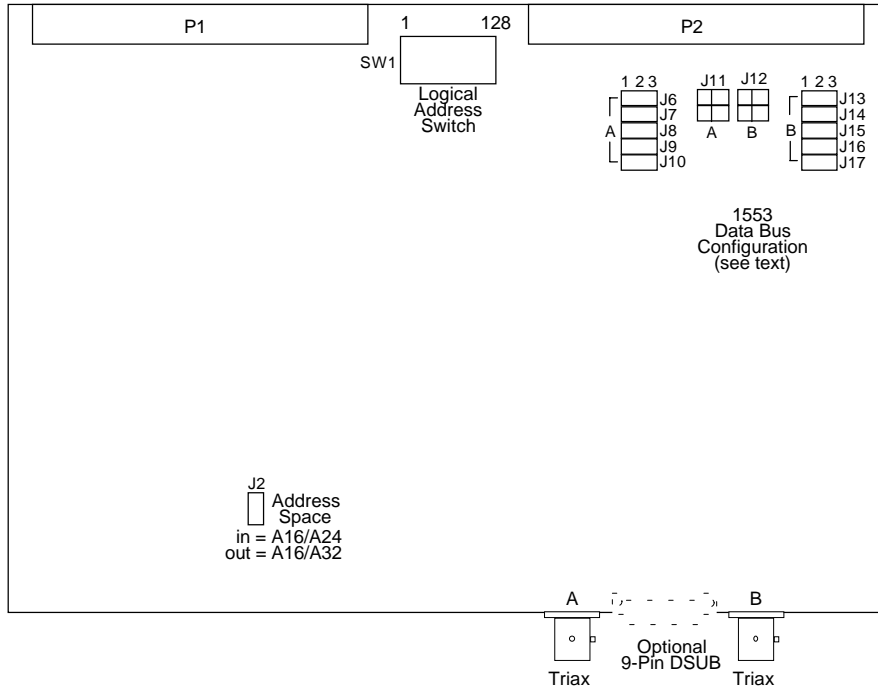 P1
1 128
P2
SW1
Logical
Address
Switch
1 2 3
J6
J7
J8
J9
J10
A
J11 J12
A B
1 2 3
J13
J14
J15
J16
J17
B
1553
Data Bus
Configuration
(see text)
J2
Address
Space
in = A16/A24
out = A16/A32
A
B
Optional
9-Pin DSUB
Triax
Triax